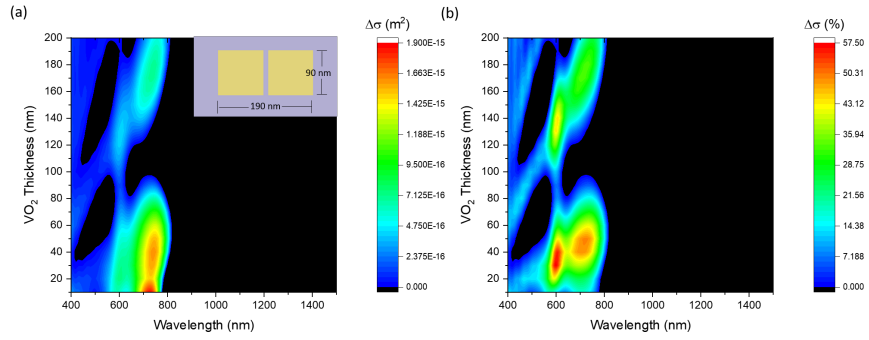 (a)
Δσ (m²)
VO₂ Thickness (nm)
200
180
160
140
120
100
80
60
40
20
400 600 800 1000 1200 1400
Wavelength (nm)
90 nm
190 nm
1.900E-15
1.663E-15
1.425E-15
1.188E-15
9.500E-16
7.125E-16
4.750E-16
2.375E-16
0.000
(b)
Δσ (%)
VO₂ Thickness (nm)
200
180
160
140
120
100
80
60
40
20
400 600 800 1000 1200 1400
Wavelength (nm)
57.50
50.31
43.12
35.94
28.75
21.56
14.38
7.188
0.000